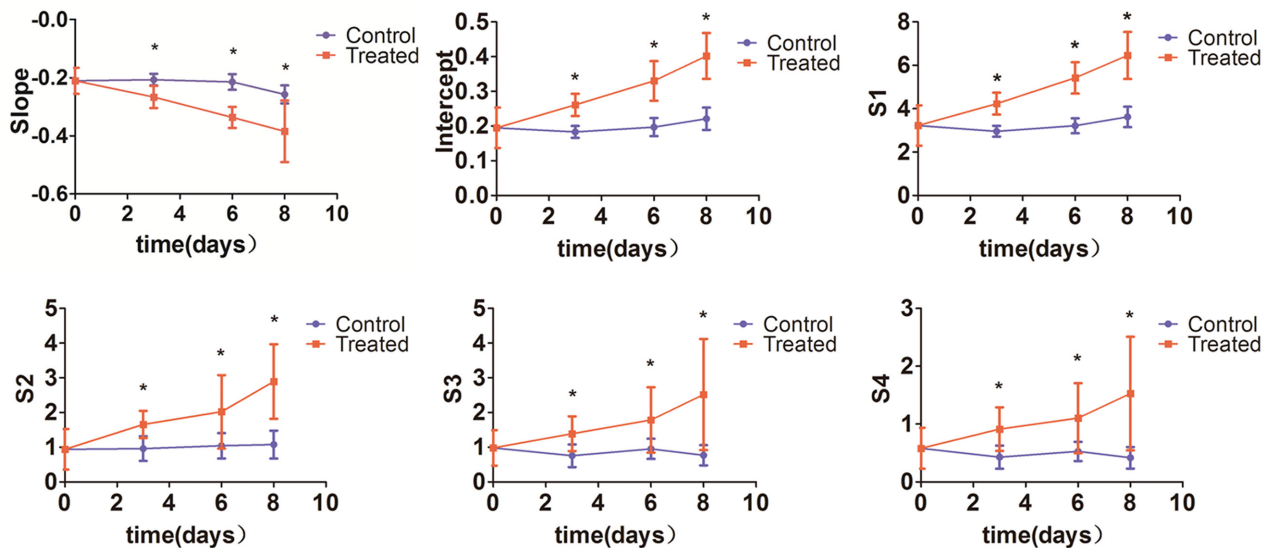 Slope
-0.0
-0.2
-0.4
-0.6
0 2 4 6 8 10
time(days）
* * *
Control
Treated
Intercept
0.5
0.4
0.3
0.2
0.1
0.0
0 2 4 6 8 10
time(days）
* * *
Control
Treated
S1
8
6
4
2
0
0 2 4 6 8 10
time(days）
* * *
Control
Treated
S2
5
4
3
2
1
0
0 2 4 6 8 10
time(days）
* * *
Control
Treated
S3
5
4
3
2
1
0
0 2 4 6 8 10
time(days）
* * *
Control
Treated
S4
3
2
1
0
0 2 4 6 8 10
time(days）
* * *
Control
Treated